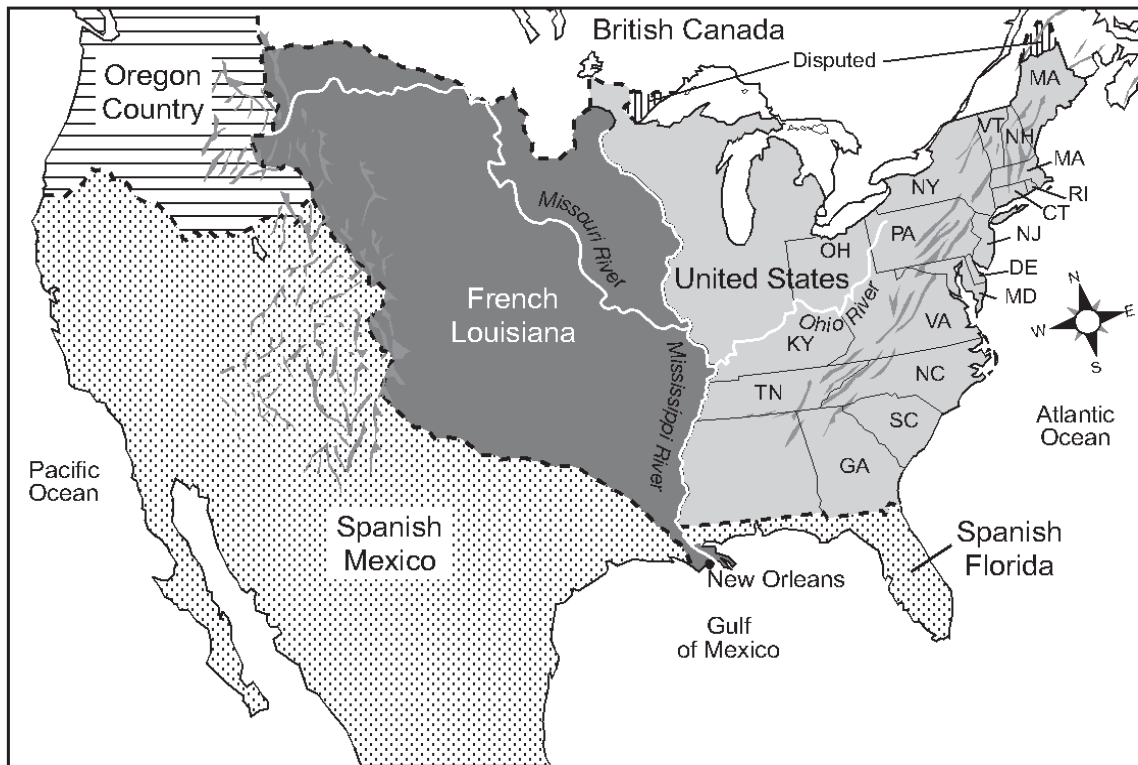 British Canada
Disputed
Oregon
Country
MA
VT
NH
MA
NY
RI
CT
PA
NJ
OH
Missouri River
United States
DE
MD
N
W
E
S
French
Louisiana
Ohio River
VA
KY
Mississippi River
NC
TN
Atlantic
Ocean
SC
Pacific
Ocean
GA
Spanish
Mexico
Spanish
Florida
New Orleans
Gulf
of Mexico